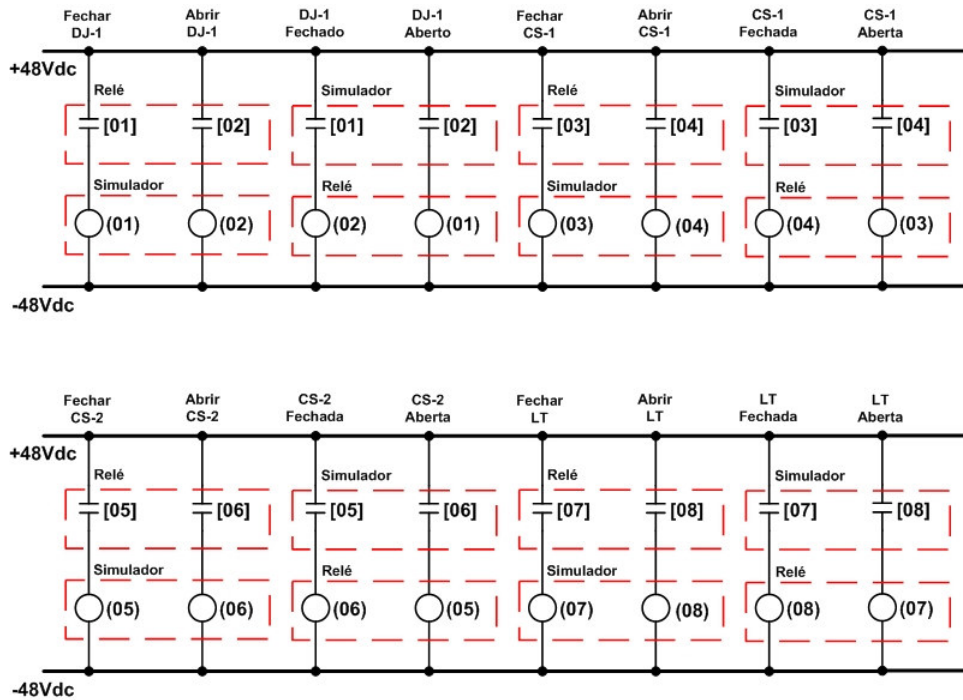 Fechar Abrir DJ-1 DJ-1 Fechar Abrir CS-1 CS-1
DJ-1 DJ-1 Fechado Aberto CS-1 CS-1 Fechada Aberta
+48Vdc
Relé Simulador Relé Simulador
[01] [02] [01] [02] [03] [04] [03] [04]
Simulador Relé Simulador Relé
(01) (02) (02) (01) (03) (04) (04) (03)
-48Vdc
Fechar Abrir CS-2 CS-2 Fechar Abrir LT LT
CS-2 CS-2 Fechada Aberta LT LT Fechada Aberta
+48Vdc
Relé Simulador Relé Simulador
[05] [06] [05] [06] [07] [08] [07] [08]
Simulador Relé Simulador Relé
(05) (06) (06) (05) (07) (08) (08) (07)
-48Vdc